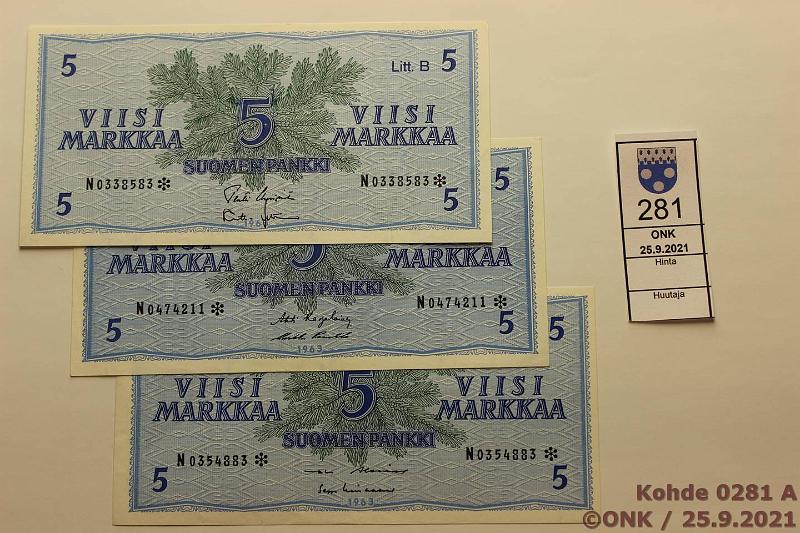 5 Litt. B 5
VIISI 5 VIISI
MARKKAA MARKKAA
SUOMEN PANKKI
N0338583✻ N0338583✻
5 5
196
5
MARKKAA 5 MARKKAA
SUOMEN PANKKI
N0474211✻ N0474211✻
5 5
1963
5
VIISI 5 VIISI
MARKKAA MARKKAA
SUOMEN PANKKI
N0354883✻ N0354883✻
5 5
1963
281
ONK
25.9.2021
Hinta
Huutaja
Kohde 0281 A
©ONK / 25.9.2021